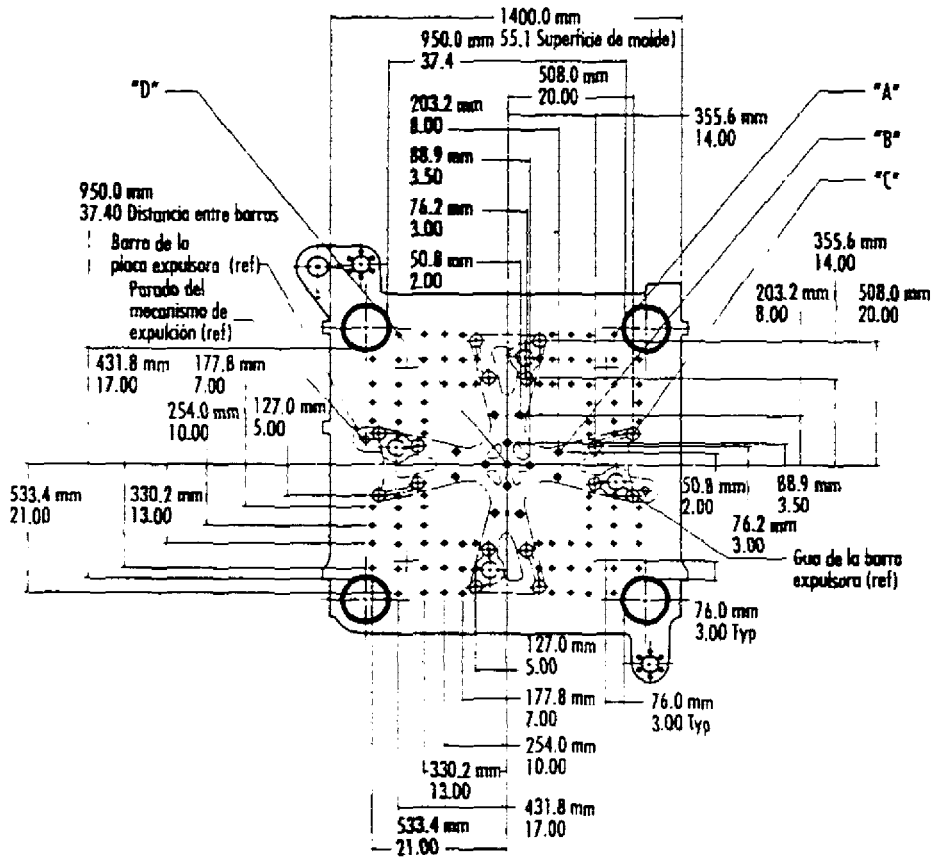 1400.0 mm
950.0 mm 55.1 Superficie de molde)
37.4
"D"
508.0 mm
20.00
"A"
203.2 mm
8.00
355.6 mm
14.00
"B"
88.9 mm
3.50
"C"
950.0 mm
37.40 Distancia entre barras
76.2 mm
3.00
Barra de la
placa expulsora (ref)
355.6 mm
14.00
50.8 mm
2.00
Parado del
mecanismo de
expulción (ref)
203.2 mm
8.00
508.0 mm
20.00
431.8 mm
17.00
177.8 mm
7.00
254.0 mm
10.00
127.0 mm
5.00
533.4 mm
21.00
330.2 mm
13.00
50.8 mm
2.00
88.9 mm
3.50
76.2 mm
3.00
Guia de la barra
expulsora (ref)
76.0 mm
3.00 Typ
127.0 mm
5.00
177.8 mm
7.00
76.0 mm
3.00 Typ
254.0 mm
10.00
330.2 mm
13.00
431.8 mm
17.00
533.4 mm
21.00